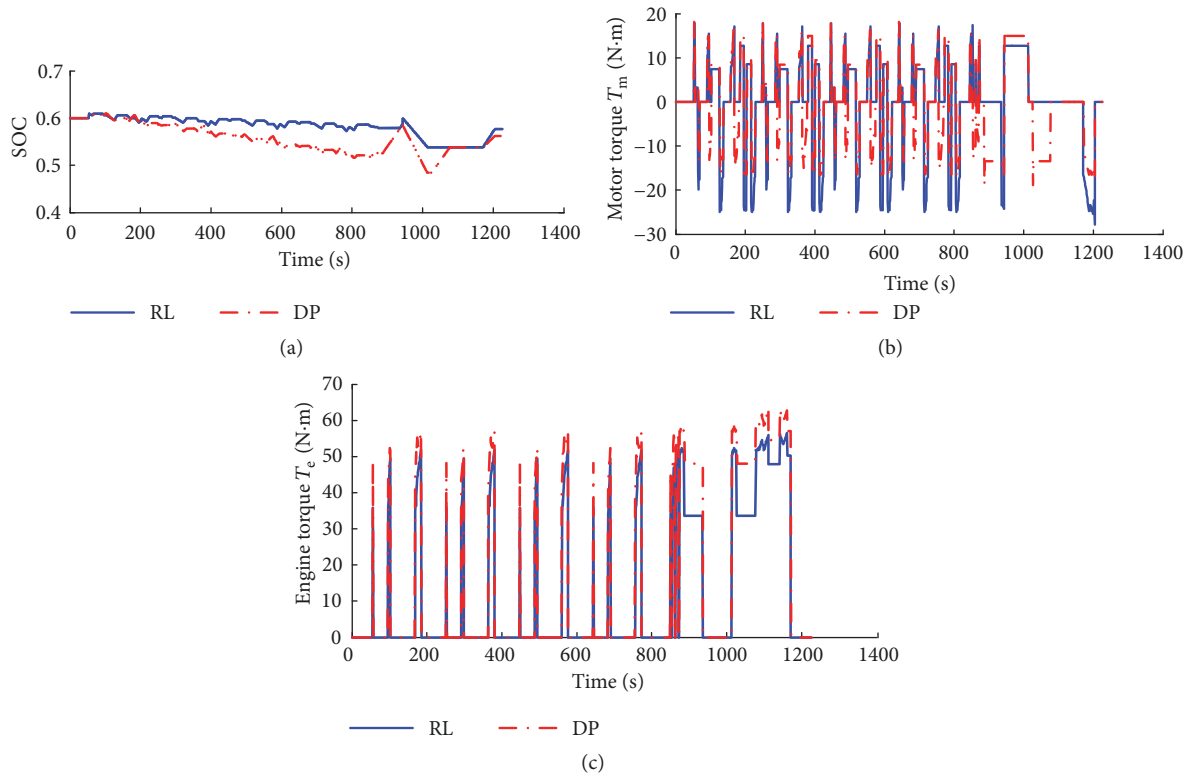 0.7
0.6
0.5
0.4
SOC
0 200 400 600 800 1000 1200 1400
Time (s)
RL DP
(a)
20
10
0
−10
−20
−30
Motor torque Tm (N·m)
0 200 400 600 800 1000 1200 1400
Time (s)
RL DP
(b)
70
60
50
40
30
20
10
0
Engine torque Te (N·m)
0 200 400 600 800 1000 1200 1400
Time (s)
RL DP
(c)